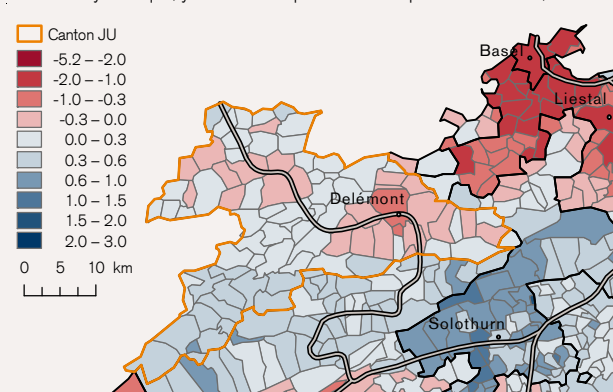 Canton JU
-5.2 – -2.0
-2.0 – -1.0
-1.0 – -0.3
-0.3 – 0.0
0.0 – 0.3
0.3 – 0.6
0.6 – 1.0
1.0 – 1.5
1.5 – 2.0
2.0 – 3.0
0 5 10 km
Basel
Liestal
Delémont
Solothurn